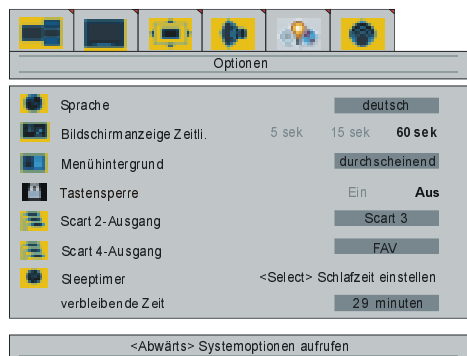 Optionen
Sprache deutsch
Bildschirmanzeige Zeitli. 5 sek 15 sek 60 sek
Menühintergrund durchscheinend
Tastensperre Ein Aus
Scart 2-Ausgang Scart 3
Scart 4-Ausgang FAV
Sleeptimer <Select> Schlafzeit einstellen
verbleibende Zeit 29 minuten
<Abwärts> Systemoptionen aufrufen